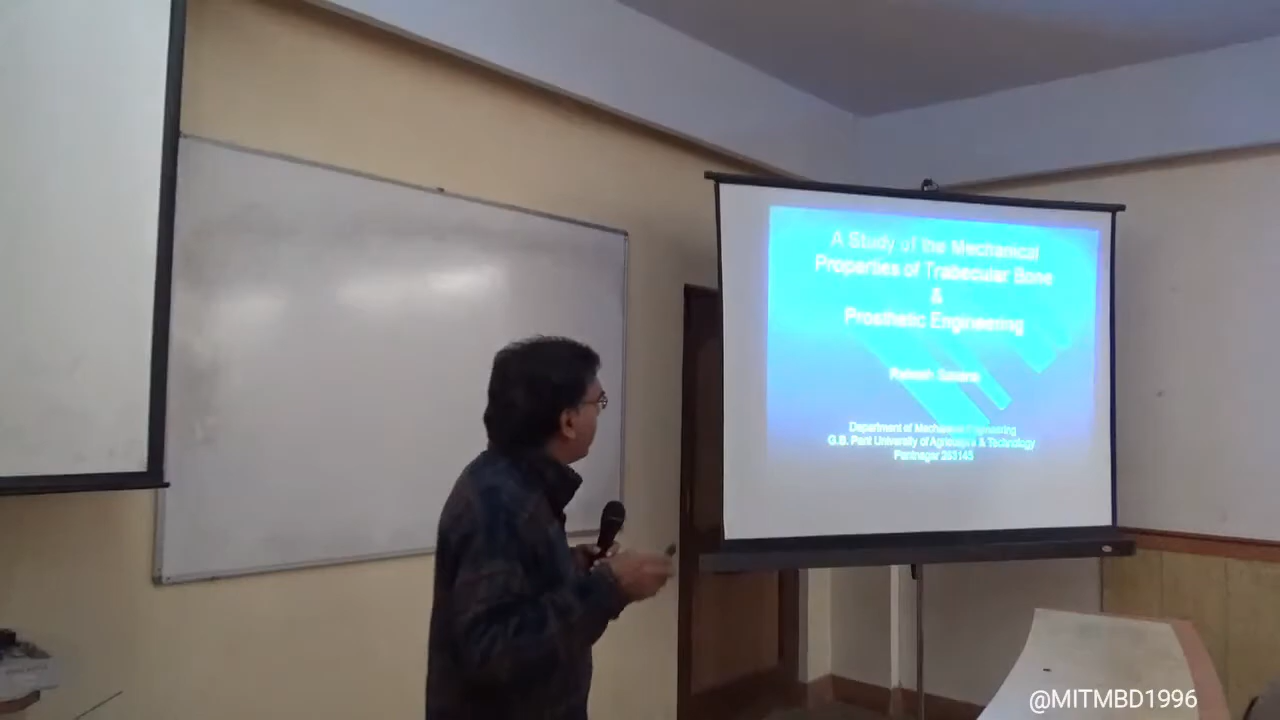 A Study of the Mechanical
Properties of Trabecular Bone
&
Prosthetic Engineering
Department of Mechanical Engineering
G.B. Pant University of Agriculture & Technology
Pantnagar 263145
@MITMBD1996